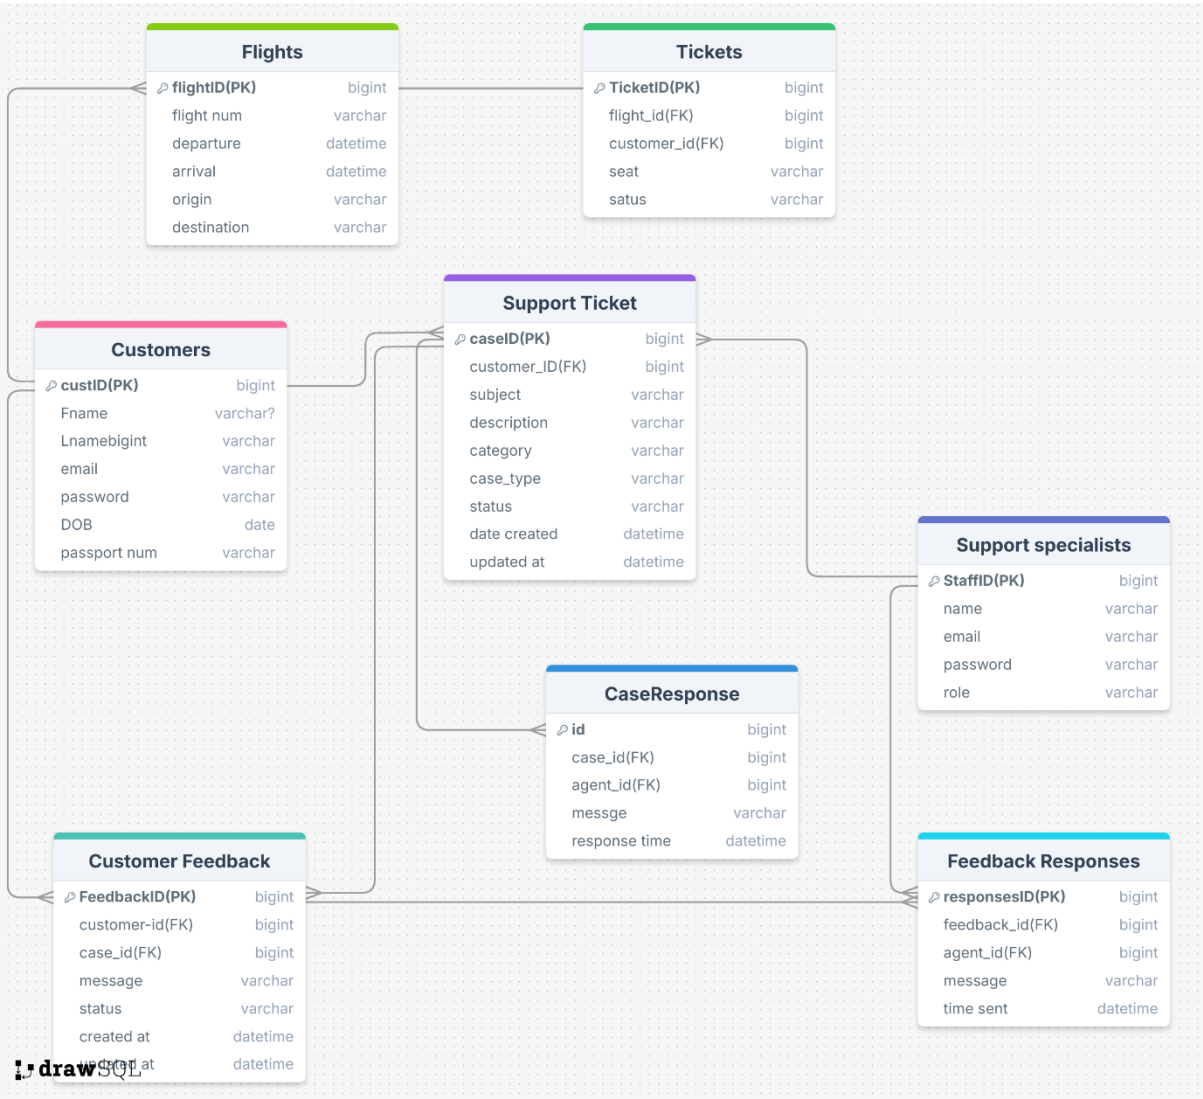 Flights
flightID(PK) bigint
flight num varchar
departure datetime
arrival datetime
origin varchar
destination varchar
Tickets
TicketID(PK) bigint
flight_id(FK) bigint
customer_id(FK) bigint
seat varchar
satus varchar
Support Ticket
caseID(PK) bigint
customer_ID(FK) bigint
subject varchar
description varchar
category varchar
case_type varchar
status varchar
date created datetime
updated at datetime
Customers
custID(PK) bigint
Fname varchar?
Lnamebigint varchar
email varchar
password varchar
DOB date
passport num varchar
Support specialists
StaffID(PK) bigint
name varchar
email varchar
password varchar
role varchar
CaseResponse
id bigint
case_id(FK) bigint
agent_id(FK) bigint
messge varchar
response time datetime
Customer Feedback
FeedbackID(PK) bigint
customer-id(FK) bigint
case_id(FK) bigint
message varchar
status varchar
created at datetime
updated at datetime
Feedback Responses
responsesID(PK) bigint
feedback_id(FK) bigint
agent_id(FK) bigint
message varchar
time sent datetime
drawSQL